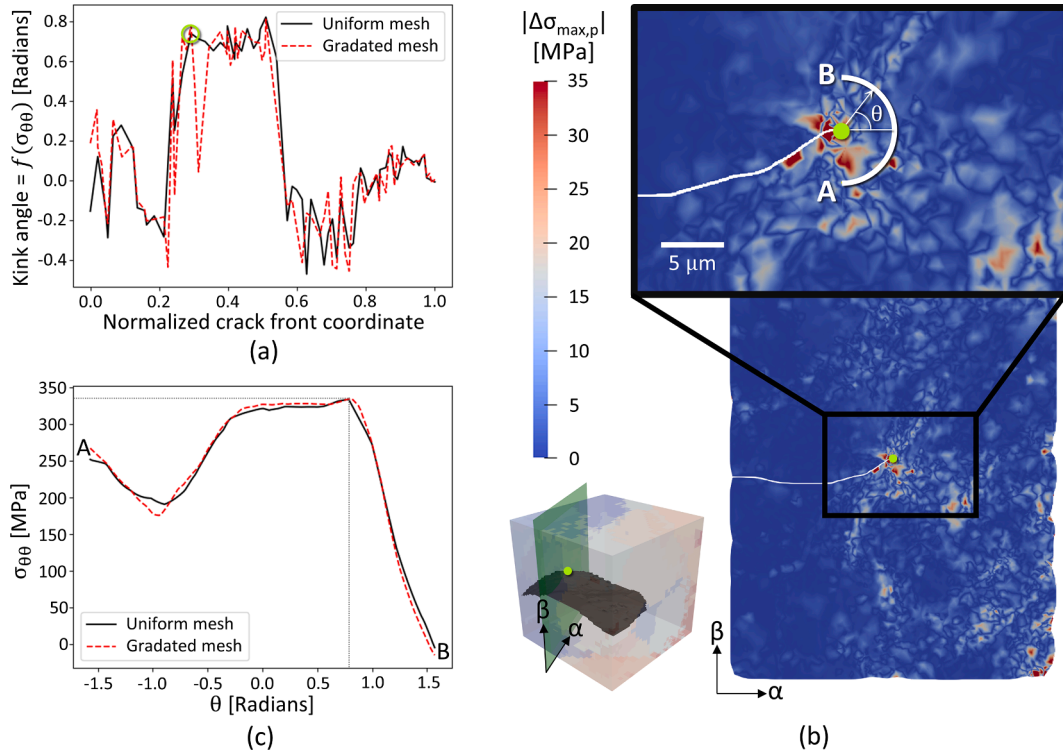 0.8
0.6
0.4
0.2
0.0
-0.2
-0.4
Kink angle = f (σθθ) [Radians]
Uniform mesh
Gradated mesh
0.0 0.2 0.4 0.6 0.8 1.0
Normalized crack front coordinate
(a)
|Δσmax,p|
[MPa]
35
30
25
20
15
10
5
0
B
θ
A
5 μm
β
α
β
α
(b)
350
300
250
200
150
100
50
0
σθθ [MPa]
A
B
Uniform mesh
Gradated mesh
-1.5 -1.0 -0.5 0.0 0.5 1.0 1.5
θ [Radians]
(c)